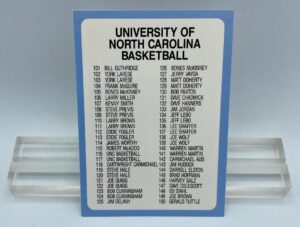 UNIVERSITY OF
NORTH CAROLINA
BASKETBALL
101 BILL GUTHRIDGE
102 YORK LARESE
103 YORK LARESE
104 FRANK McGUIRE
105 BONES McKINNEY
106 LARRY MILLER
107 KENNY SMITH
108 STEVE PREVIS
109 STEVE PREVIS
110 LARRY BROWN
111 LARRY BROWN
112 EDDIE FOGLER
113 EDDIE FOGLER
114 JAMES WORTHY
115 ROBERT McADOO
116 UNC BASKETBALL
117 UNC BASKETBALL
118 CARTWRIGHT CARMICHAEL
119 STEVE HALE
120 STEVE HALE
121 JOE QUIGG
122 JOE QUIGG
123 BOB CUNNINGHAM
124 BOB CUNNINGHAM
125 JIM DELANY
126 BONES McKINNEY
127 JERRY VAYDA
128 MATT DOHERTY
129 MATT DOHERTY
130 BOB PAXTON
131 DAVE CHADWICK
132 DAVE HANNERS
133 JIM JORDAN
134 JEFF LEBO
135 JEFF LEBO
136 LEE SHAFFER
137 LEE SHAFFER
138 JOE WOLF
139 JOE WOLF
140 WARREN MARTIN
141 WARREN MARTIN
142 CARMICHAEL AUD.
143 JIM HUDOCK
144 DARRELL ELSTON
145 BRAD HOFFMAN
146 HARVEY SALZ
147 DAVE COLESCOTT
148 ED STAHL
149 JOE BROWN
150 GERALD TUTTLE